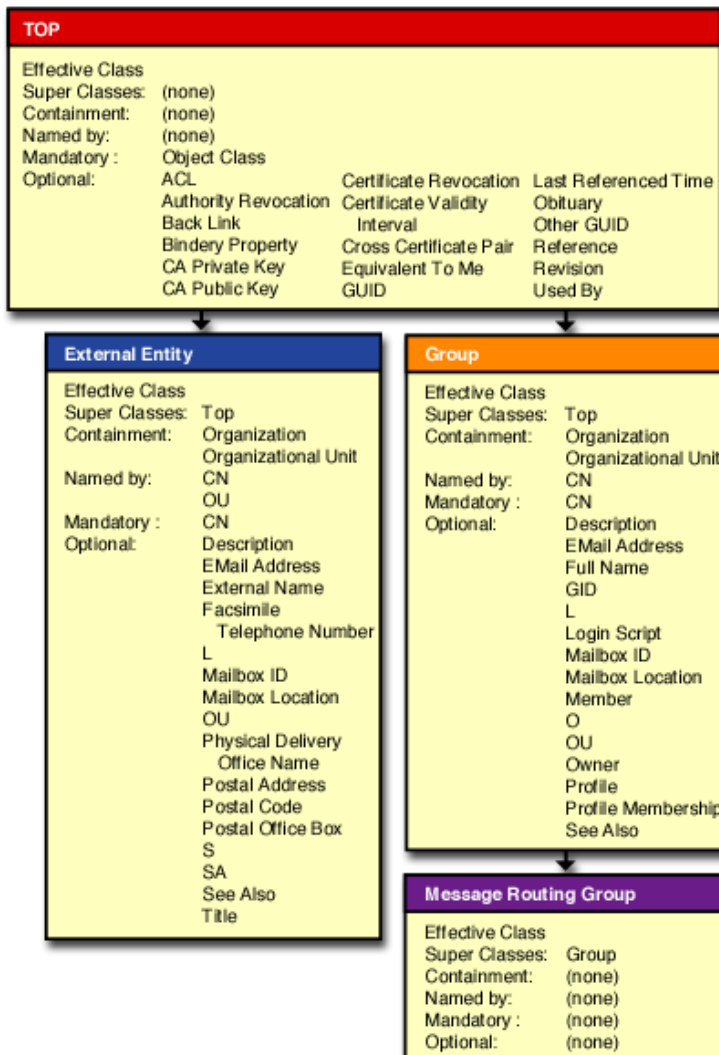 TOP
Effective Class
Super Classes: (none)
Containment: (none)
Named by: (none)
Mandatory : Object Class
Optional: ACL Certificate Revocation Last Referenced Time
Authority Revocation Certificate Validity Obituary
Back Link Interval Other GUID
Bindery Property Cross Certificate Pair Reference
CA Private Key Equivalent To Me Revision
CA Public Key GUID Used By
External Entity
Effective Class
Super Classes: Top
Containment: Organization
Organizational Unit
Named by: CN
OU
Mandatory : CN
Optional: Description
EMail Address
External Name
Facsimile
Telephone Number
L
Mailbox ID
Mailbox Location
OU
Physical Delivery
Office Name
Postal Address
Postal Code
Postal Office Box
S
SA
See Also
Title
Group
Effective Class
Super Classes: Top
Containment: Organization
Organizational Unit
Named by: CN
Mandatory : CN
Optional: Description
EMail Address
Full Name
GID
L
Login Script
Mailbox ID
Mailbox Location
Member
O
OU
Owner
Profile
Profile Membership
See Also
Message Routing Group
Effective Class
Super Classes: Group
Containment: (none)
Named by: (none)
Mandatory : (none)
Optional: (none)